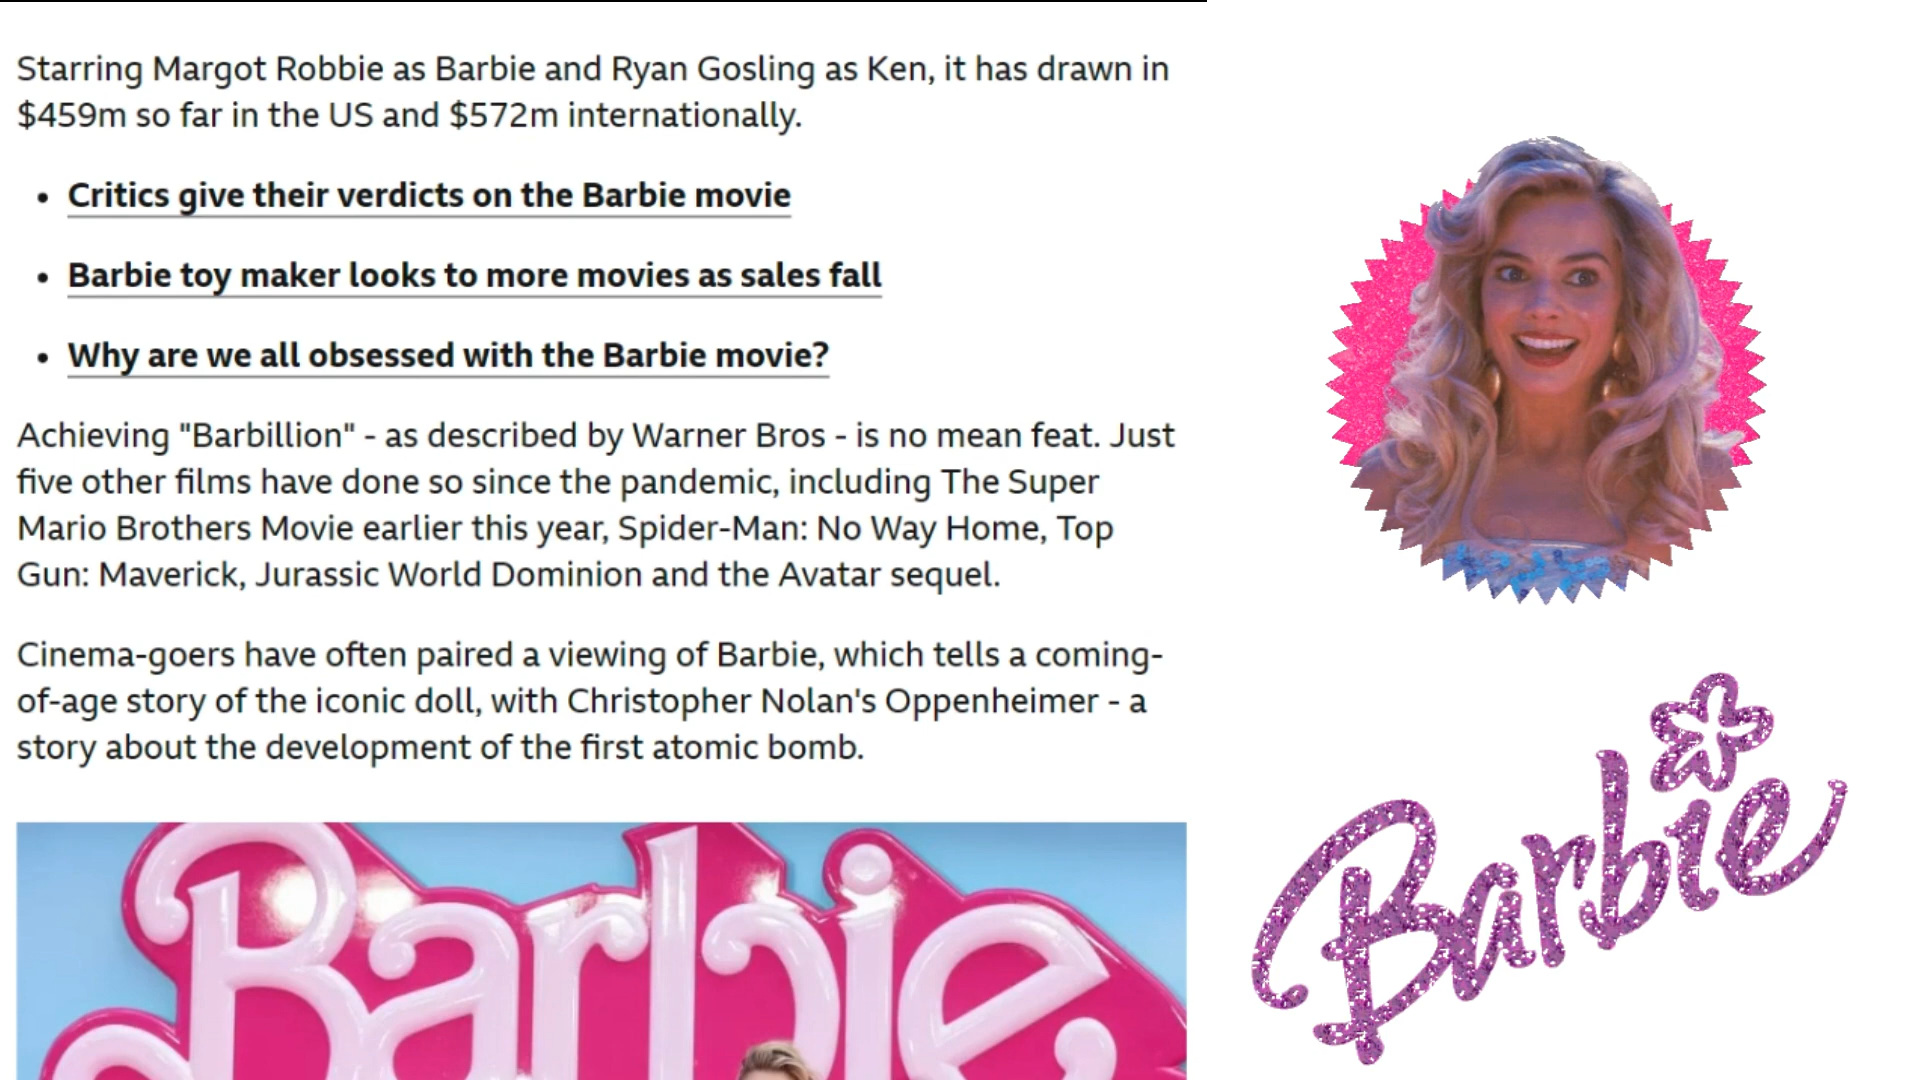 Starring Margot Robbie as Barbie and Ryan Gosling as Ken, it has drawn in
$459m so far in the US and $572m internationally.
• Critics give their verdicts on the Barbie movie
• Barbie toy maker looks to more movies as sales fall
• Why are we all obsessed with the Barbie movie?
Achieving "Barbillion" - as described by Warner Bros - is no mean feat. Just
five other films have done so since the pandemic, including The Super
Mario Brothers Movie earlier this year, Spider-Man: No Way Home, Top
Gun: Maverick, Jurassic World Dominion and the Avatar sequel.
Cinema-goers have often paired a viewing of Barbie, which tells a coming-
of-age story of the iconic doll, with Christopher Nolan's Oppenheimer - a
story about the development of the first atomic bomb.
Barbie
Barbie